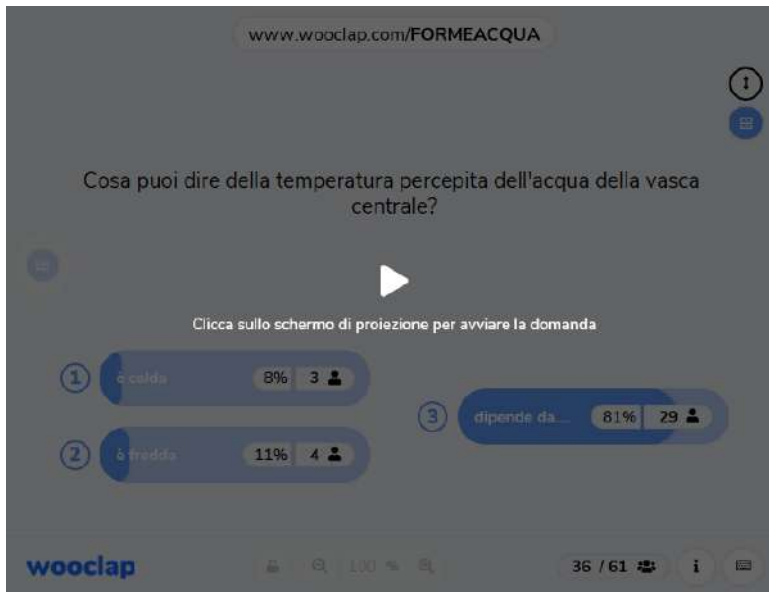 www.wooclap.com/FORMEACQUA
Cosa puoi dire della temperatura percepita dell'acqua della vasca
centrale?
Clicca sullo schermo di proiezione per avviare la domanda
1 è calda 8% 3
2 è fredda 11% 4
3 dipende da... 81% 29
wooclap 100 % 36 / 61 i